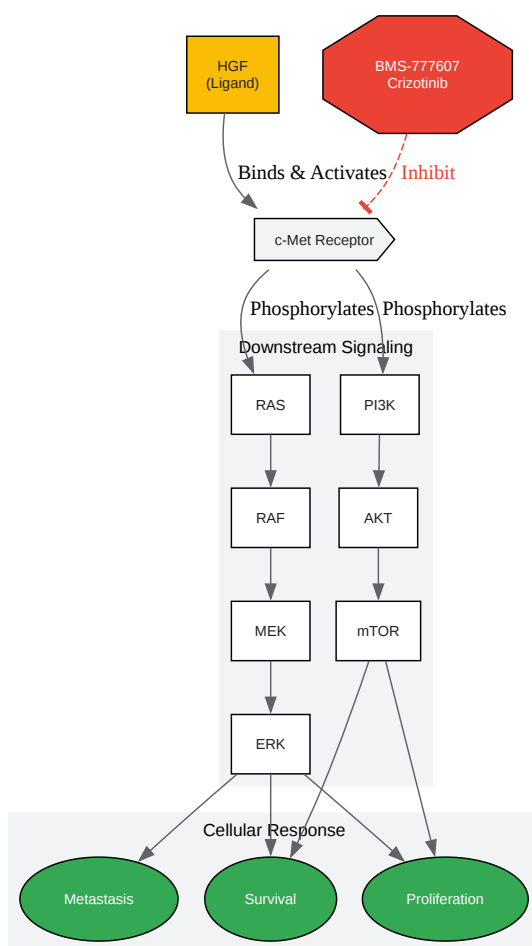 HGF
(Ligand)
BMS-777607
Crizotinib
Binds & Activates
Inhibit
c-Met Receptor
Phosphorylates
Phosphorylates
Downstream Signaling
RAS
PI3K
RAF
AKT
MEK
mTOR
ERK
Cellular Response
Metastasis
Survival
Proliferation